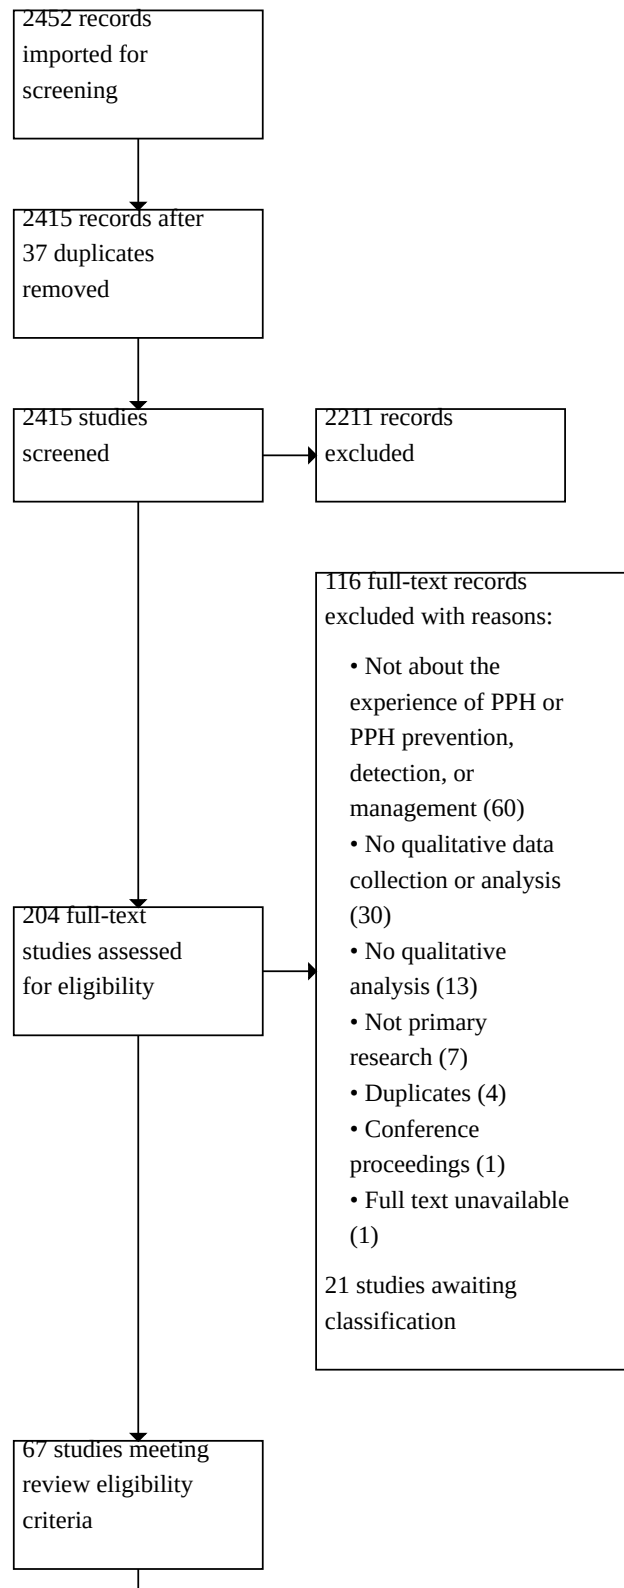 2452 records
imported for
screening
2415 records after
37 duplicates
removed
2415 studies
screened
2211 records
excluded
116 full-text records
excluded with reasons:
• Not about the
experience of PPH or
PPH prevention,
detection, or
management (60)
• No qualitative data
collection or analysis
(30)
• No qualitative
analysis (13)
• Not primary
research (7)
• Duplicates (4)
• Conference
proceedings (1)
• Full text unavailable
(1)
21 studies awaiting
classification
204 full-text
studies assessed
for eligibility
67 studies meeting
review eligibility
criteria